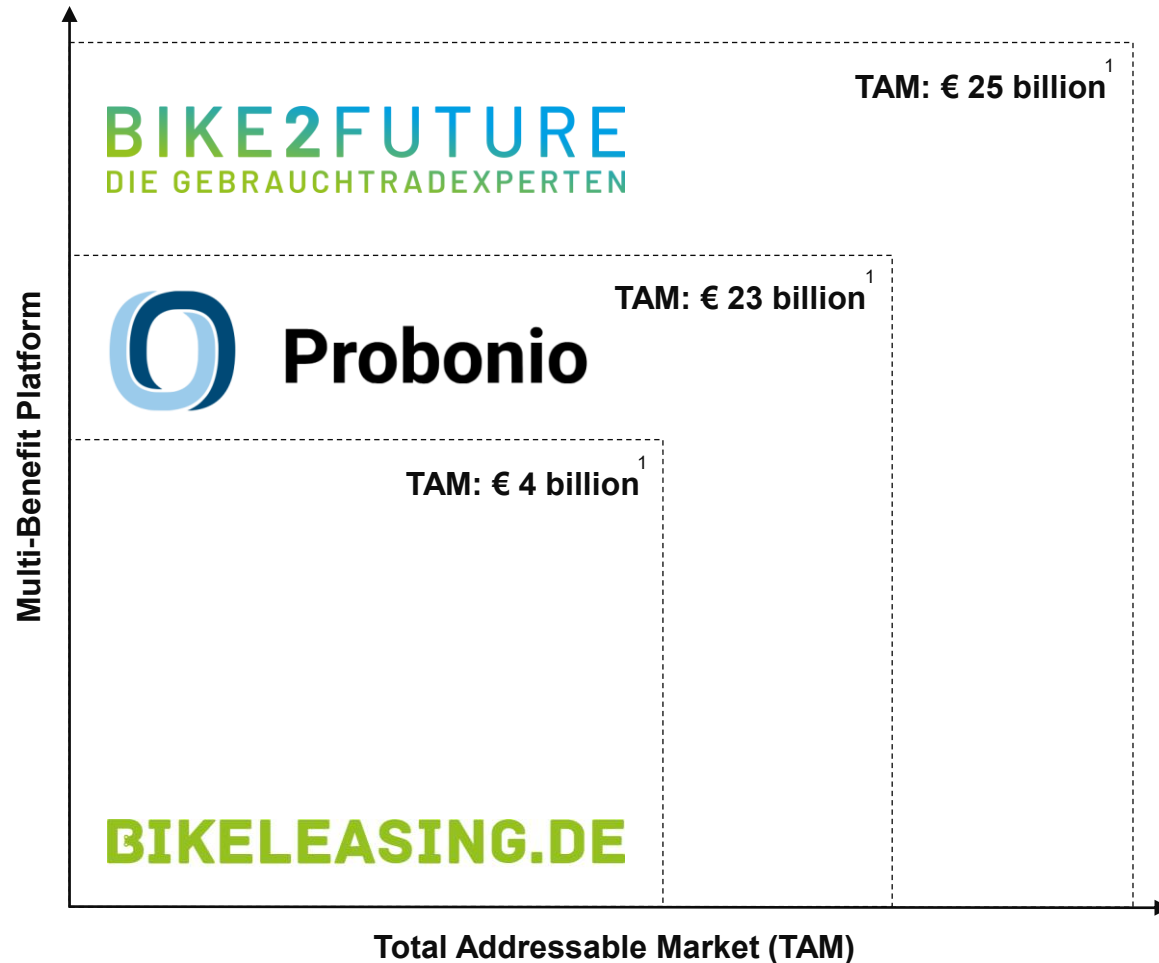 TAM: € 25 billion1
BIKE2FUTURE
DIE GEBRAUCHTRADEXPERTEN
TAM: € 23 billion1
Probonio
TAM: € 4 billion1
Multi-Benefit Platform
BIKELEASING.DE
Total Addressable Market (TAM)